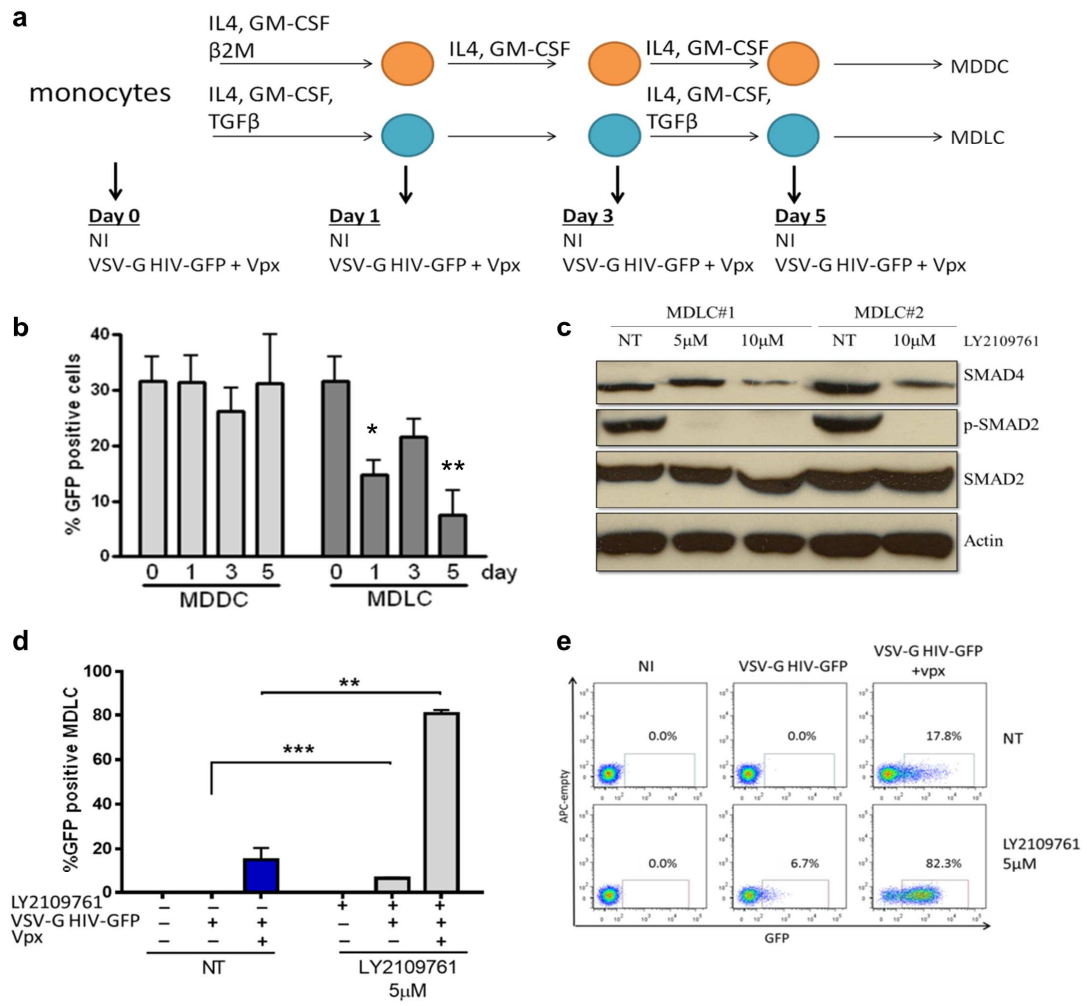 a
IL4, GM-CSF
β2M
IL4, GM-CSF
IL4, GM-CSF
MDDC
monocytes
IL4, GM-CSF,
TGFβ
IL4, GM-CSF,
TGFβ
MDLC
Day 0
NI
VSV-G HIV-GFP + Vpx
Day 1
NI
VSV-G HIV-GFP + Vpx
Day 3
NI
VSV-G HIV-GFP + Vpx
Day 5
NI
VSV-G HIV-GFP + Vpx
b
% GFP positive cells
40
30
20
10
0
*
**
0 1 3 5 0 1 3 5 day
MDDC MDLC
c
MDLC#1 MDLC#2
NT 5µM 10µM NT 10µM LY2109761
SMAD4
p-SMAD2
SMAD2
Actin
d
%GFP positive MDLC
100
80
60
40
20
0
**
***
LY2109761 – – – + + +
VSV-G HIV-GFP – + + – + +
Vpx – – + – – +
NT LY2109761
5µM
e
NI VSV-G HIV-GFP VSV-G HIV-GFP
+vpx
0.0% 0.0% 17.8% NT
0.0% 6.7% 82.3% LY2109761
5µM
APC-empty
GFP